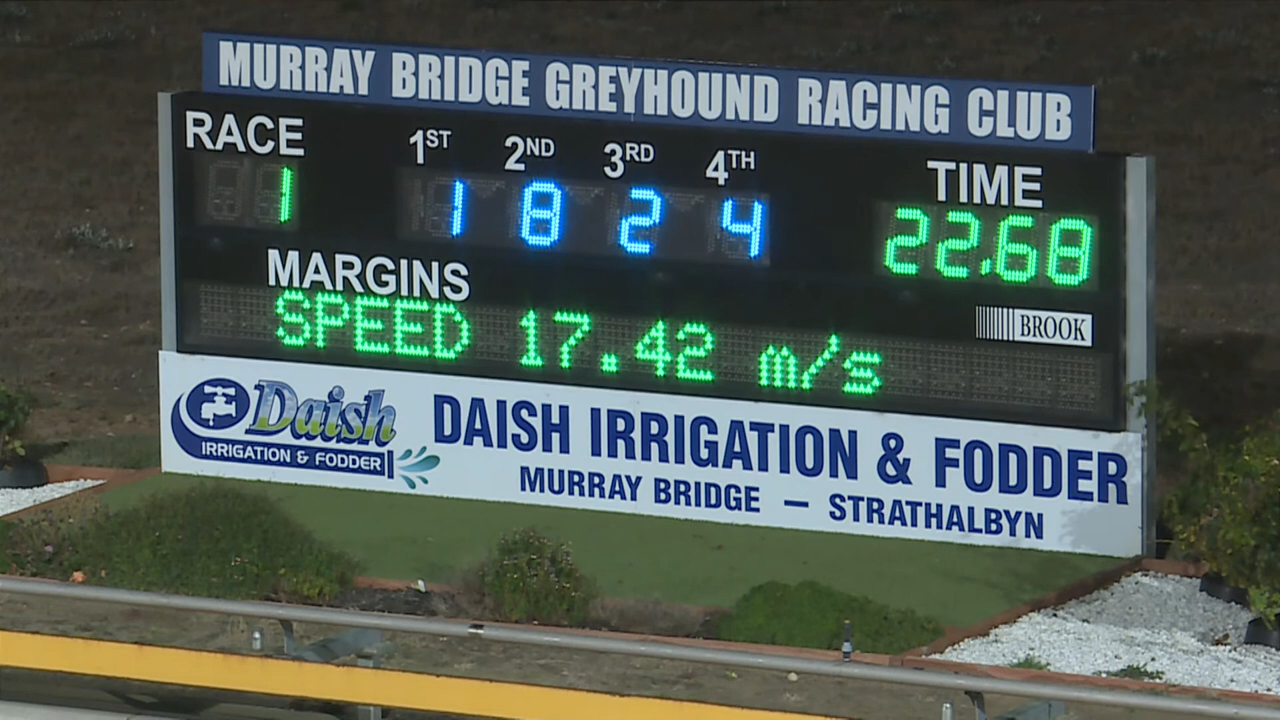 MURRAY BRIDGE GREYHOUND RACING CLUB
RACE 1ST 2ND 3RD 4TH TIME
1 1 8 2 4 22.68
MARGINS
BROOK
SPEED 17.42 m/s
Daish
IRRIGATION & FODDER
DAISH IRRIGATION & FODDER
MURRAY BRIDGE — STRATHALBYN